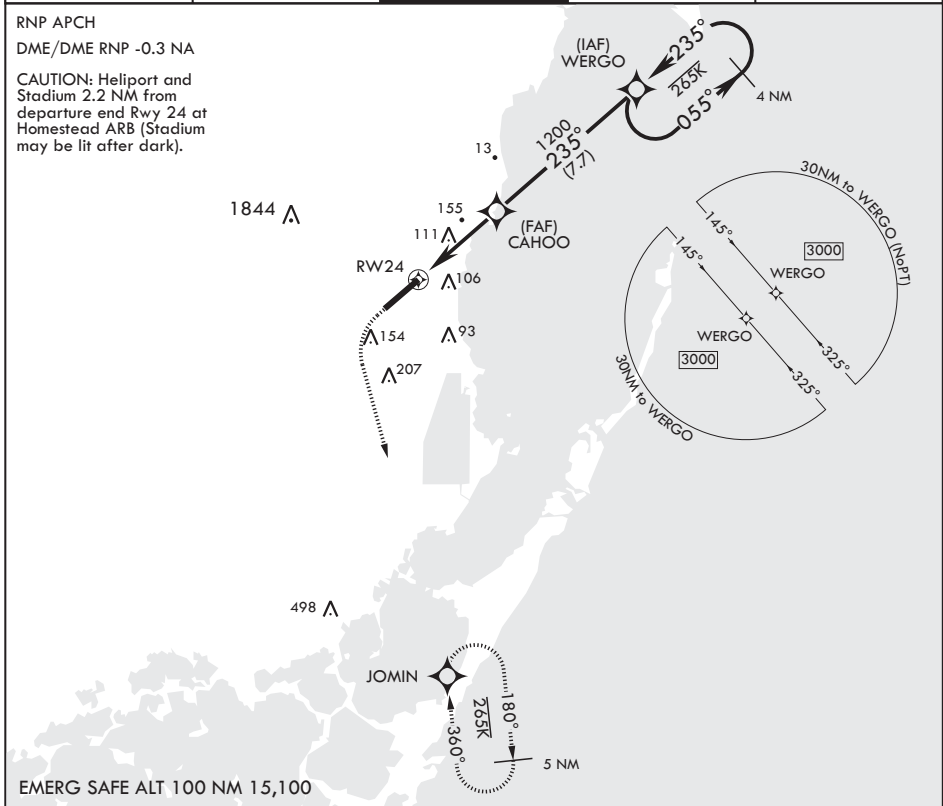 RNP APCH
DME/DME RNP -0.3 NA
CAUTION: Heliport and
Stadium 2.2 NM from
departure end Rwy 24 at
Homestead ARB (Stadium
may be lit after dark).
(IAF)
WERGO
235°
265K
055°
4 NM
1200
235°
(7.7)
13
1844
155
111
(FAF)
CAHOO
RW24
106
154
93
207
30NM to WERGO (NoPT)
145°
3000
WERGO
325°
145°
WERGO
3000
325°
30NM to WERGO
498
JOMIN
265K
180°
360°
5 NM
EMERG SAFE ALT 100 NM 15,100